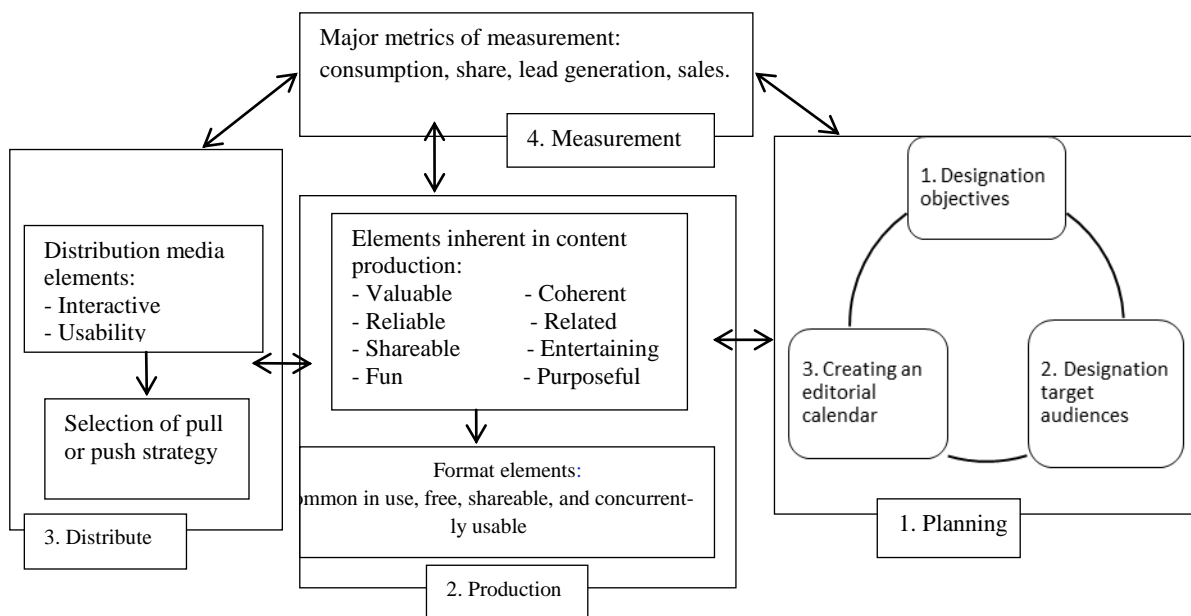 Major metrics of measurement:
consumption, share, lead generation, sales.
4. Measurement
Distribution media
elements:
- Interactive
- Usability
Selection of pull
or push strategy
3. Distribute
Elements inherent in content
production:
- Valuable - Coherent
- Reliable - Related
- Shareable - Entertaining
- Fun - Purposeful
Format elements:
ommon in use, free, shareable, and concurrent-
ly usable
2. Production
1. Designation
objectives
2. Designation
target
audiences
3. Creating an
editorial
calendar
1. Planning